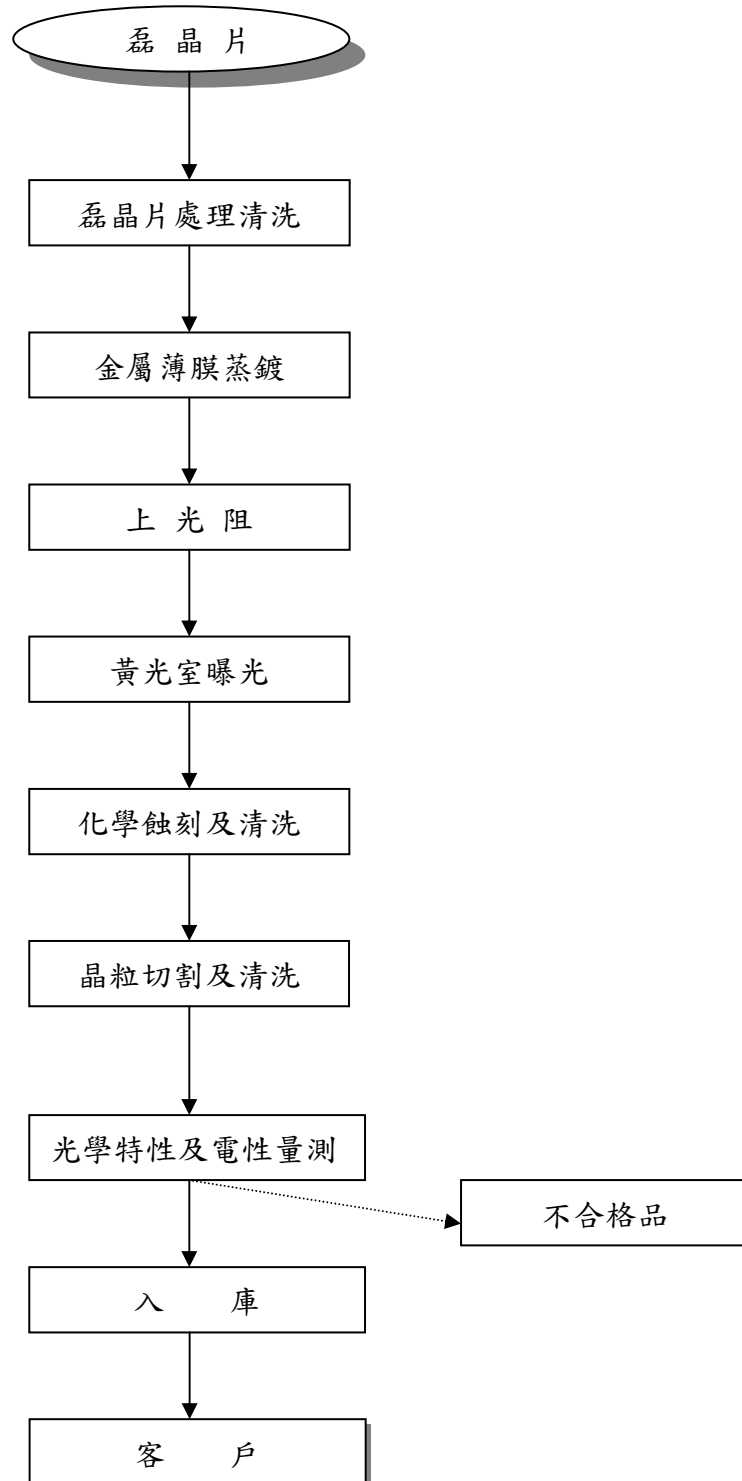 磊 晶 片
磊晶片處理清洗
金屬薄膜蒸鍍
上 光 阻
黃光室曝光
化學蝕刻及清洗
晶粒切割及清洗
光學特性及電性量測
不合格品
入 庫
客 戶